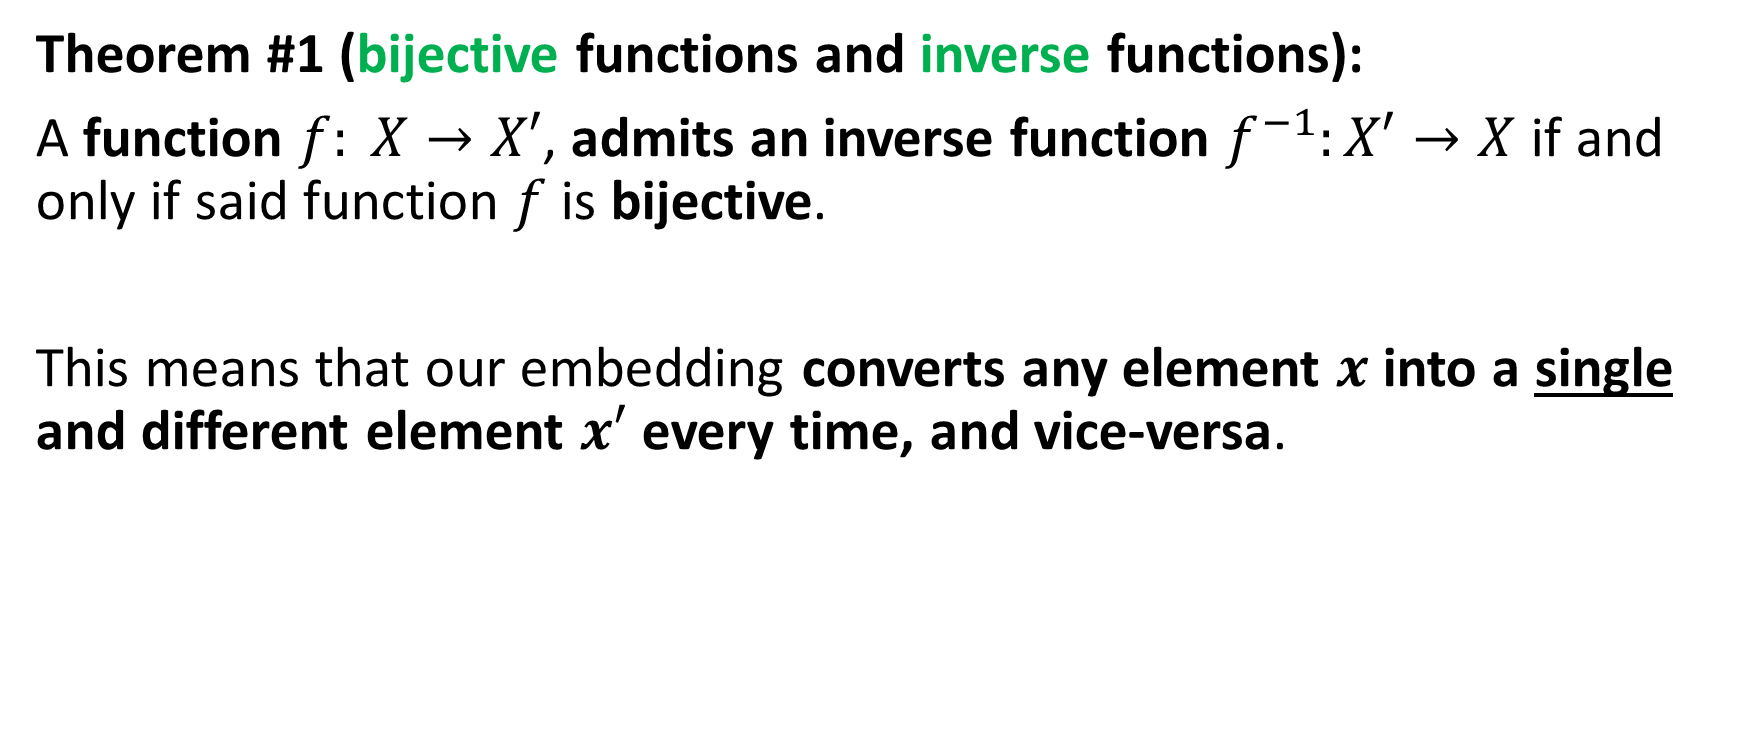 Theorem #1 (bijective functions and inverse functions):
A function 𝑓: 𝑋 → 𝑋′, admits an inverse function 𝑓⁻¹: 𝑋′ → 𝑋 if and
only if said function 𝑓 is bijective.
This means that our embedding converts any element 𝒙 into a single
and different element 𝒙′ every time, and vice-versa.